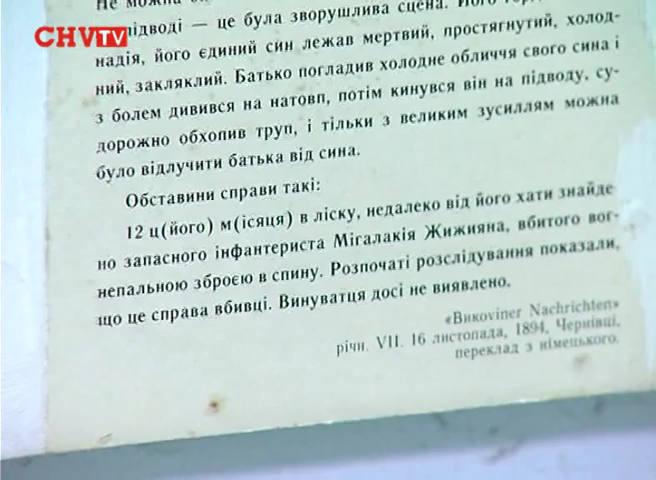 Не можна
CHVTV
підводі — це була зворушлива сцена. Його
надія, його єдиний син лежав мертвий, простягнутий, холод-
ний, закляклий. Батько погладив холодне обличчя свого сина і
з болем дивився на натовп, потім кинувся він на підводу, су-
дорожно обхопив труп, і тільки з великим зусиллям можна
було відлучити батька від сина.
Обставини справи такі:
12 ц(його) м(ісяця) в ліску, недалеко від його хати знайде
но запасного інфантериста Мігалакія Жижияна, вбитого вог-
непальною зброєю в спину. Розпочаті розслідування показали,
що це справа вбивці. Винуватця досі не виявлено.
«Викоviner Nachrichten»
річн. VII. 16 листопада, 1894, Чернівці,
переклад з німецького.